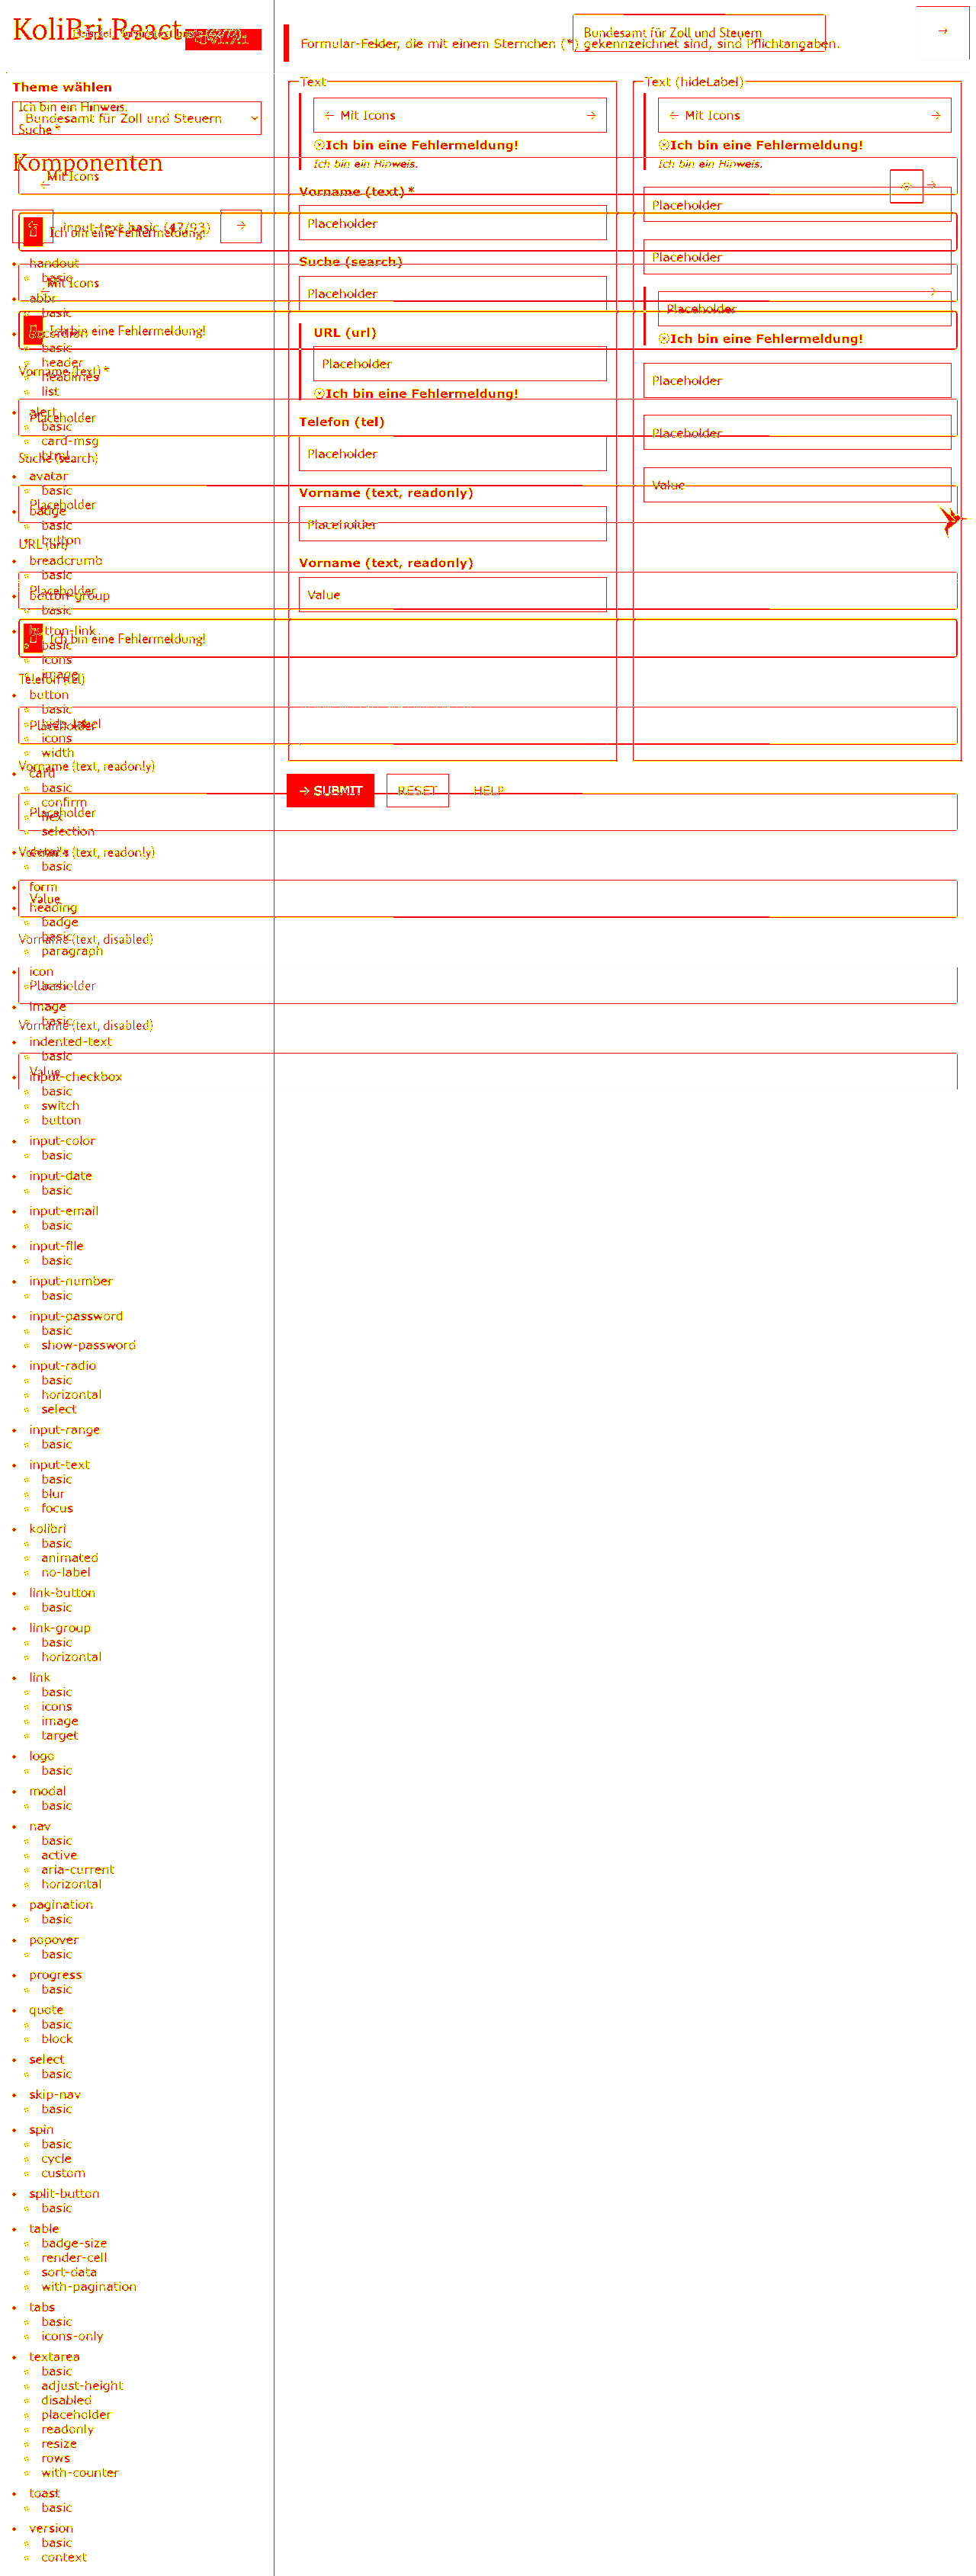 KoliBri React
Bundesamt für Zoll und Steuern
Formular-Felder, die mit einem Sternchen (*) gekennzeichnet sind, sind Pflichtangaben.
Theme wählen
Ich bin ein Hinweis.
Bundesamt für Zoll und Steuern
Suche *
Komponenten
Mit Icons
input-text basic (47/93)
Ich bin eine Fehlermeldung!
Mit Icons
Ich bin eine Fehlermeldung!
Vorname (text) *
Placeholder
Suche (search)
Placeholder
URL (url)
Placeholder
Ich bin eine Fehlermeldung!
Telefon (tel)
Placeholder
Vorname (text, readonly)
Placeholder
Vorname (text, readonly)
Value
Vorname (text, disabled)
Placeholder
Vorname (text, disabled)
Value
Text
Mit Icons
Ich bin eine Fehlermeldung!
Ich bin ein Hinweis.
Vorname (text) *
Placeholder
Suche (search)
Placeholder
URL (url)
Placeholder
Ich bin eine Fehlermeldung!
Telefon (tel)
Placeholder
Vorname (text, readonly)
Placeholder
Vorname (text, readonly)
Value
Text (hideLabel)
Mit Icons
Ich bin eine Fehlermeldung!
Ich bin ein Hinweis.
Placeholder
Placeholder
Placeholder
Ich bin eine Fehlermeldung!
Placeholder
Placeholder
Value
SUBMIT
RESET
HELP
handout
basic
abbr
basic
accordion
basic
header
headlines
list
alert
basic
card-msg
html
avatar
basic
badge
basic
button
breadcrumb
basic
button-group
basic
button-link
basic
icons
image
button
basic
hide-label
icons
width
card
basic
confirm
flex
selection
details
basic
form
heading
badge
basic
paragraph
icon
basic
image
basic
indented-text
basic
input-checkbox
basic
switch
button
input-color
basic
input-date
basic
input-email
basic
input-file
basic
input-number
basic
input-password
basic
show-password
input-radio
basic
horizontal
select
input-range
basic
input-text
basic
blur
focus
kolibri
basic
animated
no-label
link-button
basic
link-group
basic
horizontal
link
basic
icons
image
target
logo
basic
modal
basic
nav
basic
active
aria-current
horizontal
pagination
basic
popover
basic
progress
basic
quote
basic
block
select
basic
skip-nav
basic
spin
basic
cycle
custom
split-button
basic
table
badge-size
render-cell
sort-data
with-pagination
tabs
basic
icons-only
textarea
basic
adjust-height
disabled
placeholder
readonly
resize
rows
with-counter
toast
basic
version
basic
context